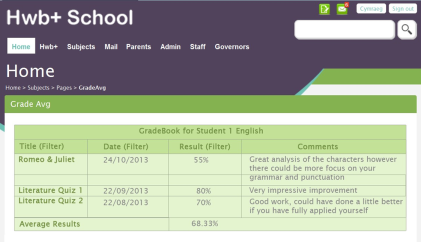 Hwb+ School
Cymraeg Sign out
Home Hwb+ Subjects Mail Parents Admin Staff Governors
Home
Home > Subjects > Pages > GradeAvg
Grade Avg
GradeBook for Student 1 English
Title (Filter) Date (Filter) Result (Filter) Comments
Romeo & Juliet 24/10/2013 55% Great analysis of the characters however
there could be more focus on your
grammar and punctuation
Literature Quiz 1 22/09/2013 80% Very impressive improvement
Literature Quiz 2 22/08/2013 70% Good work, could have done a little better
if you have fully applied yourself
Average Results 68.33%